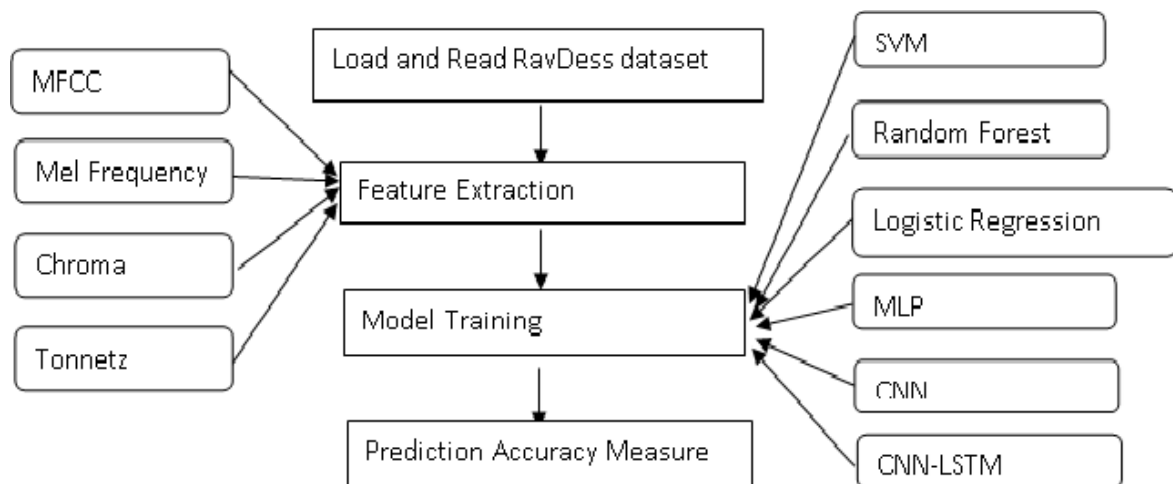 Load and Read RavDess dataset
MFCC
Mel Frequency
Chroma
Tonnetz
Feature Extraction
Model Training
Prediction Accuracy Measure
SVM
Random Forest
Logistic Regression
MLP
CNN
CNN-LSTM